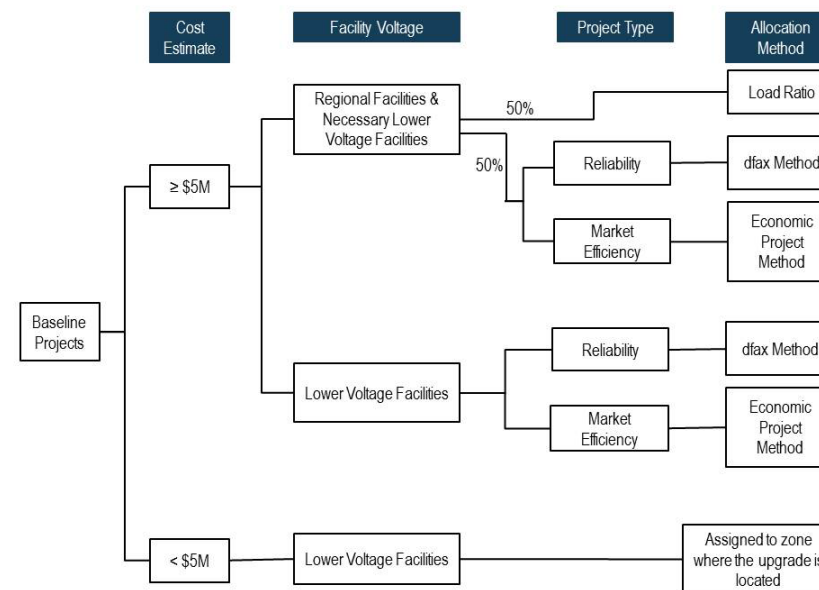 Cost
Estimate
Facility Voltage
Project Type
Allocation
Method
Regional Facilities &
Necessary Lower
Voltage Facilities
50%
Load Ratio
50%
Reliability
dfax Method
≥ $5M
Market
Efficiency
Economic
Project
Method
Baseline
Projects
Reliability
dfax Method
Lower Voltage Facilities
Market
Efficiency
Economic
Project
Method
< $5M
Lower Voltage Facilities
Assigned to zone
where the upgrade is
located